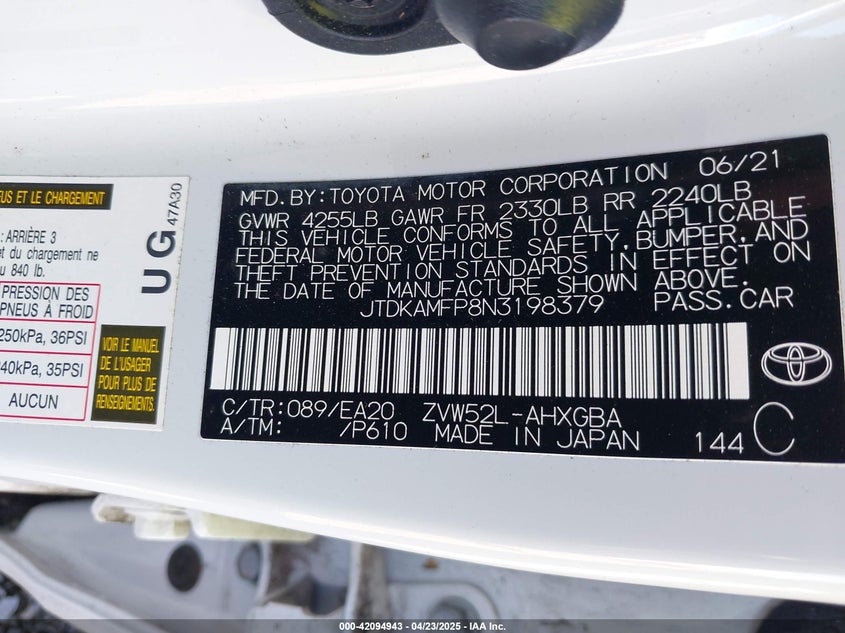 EUS ET LE CHARGEMENT
: ARRIÈRE 3
et du chargement ne
u 840 lb.
PRESSION DES
PNEUS À FROID
250kPa, 36PSI
240kPa, 35PSI
AUCUN
UG
47A30
VOIR LE MANUEL
DE L'USAGER
POUR PLUS DE
RENSEIGNEMENTS.
MFD. BY: TOYOTA MOTOR CORPORATION 06/21
GVWR 4255LB GAWR FR 2330LB RR 2240LB
THIS VEHICLE CONFORMS TO ALL APPLICABLE
FEDERAL MOTOR VEHICLE SAFETY, BUMPER, AND
THEFT PREVENTION STANDARDS IN EFFECT ON
THE DATE OF MANUFACTURE SHOWN ABOVE.
JTDKAMFP8N3198379 PASS.CAR
C/TR: 089/EA20 ZVW52L-AHXGBA
A/TM: /P610 MADE IN JAPAN 144 C
000-42094943 | 04/23/2025 | IAA Inc.